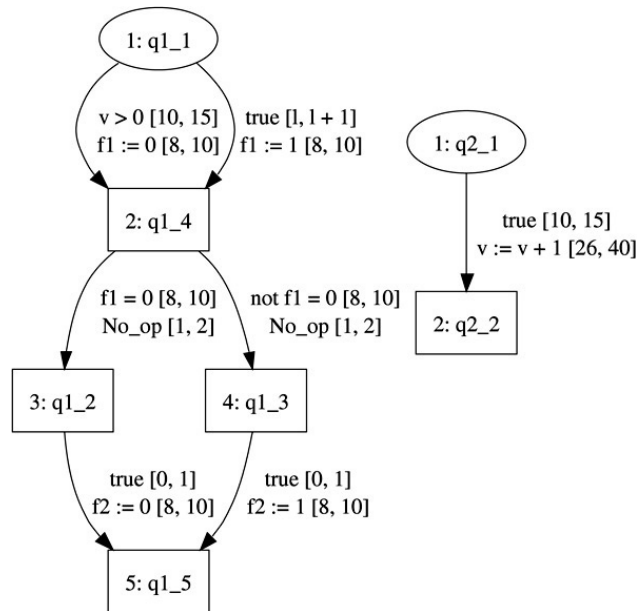 1: q1_1
v > 0 [10, 15]
f1 := 0 [8, 10]
true [l, l + 1]
f1 := 1 [8, 10]
2: q1_4
f1 = 0 [8, 10]
No_op [1, 2]
not f1 = 0 [8, 10]
No_op [1, 2]
3: q1_2
4: q1_3
true [0, 1]
f2 := 0 [8, 10]
true [0, 1]
f2 := 1 [8, 10]
5: q1_5
1: q2_1
true [10, 15]
v := v + 1 [26, 40]
2: q2_2